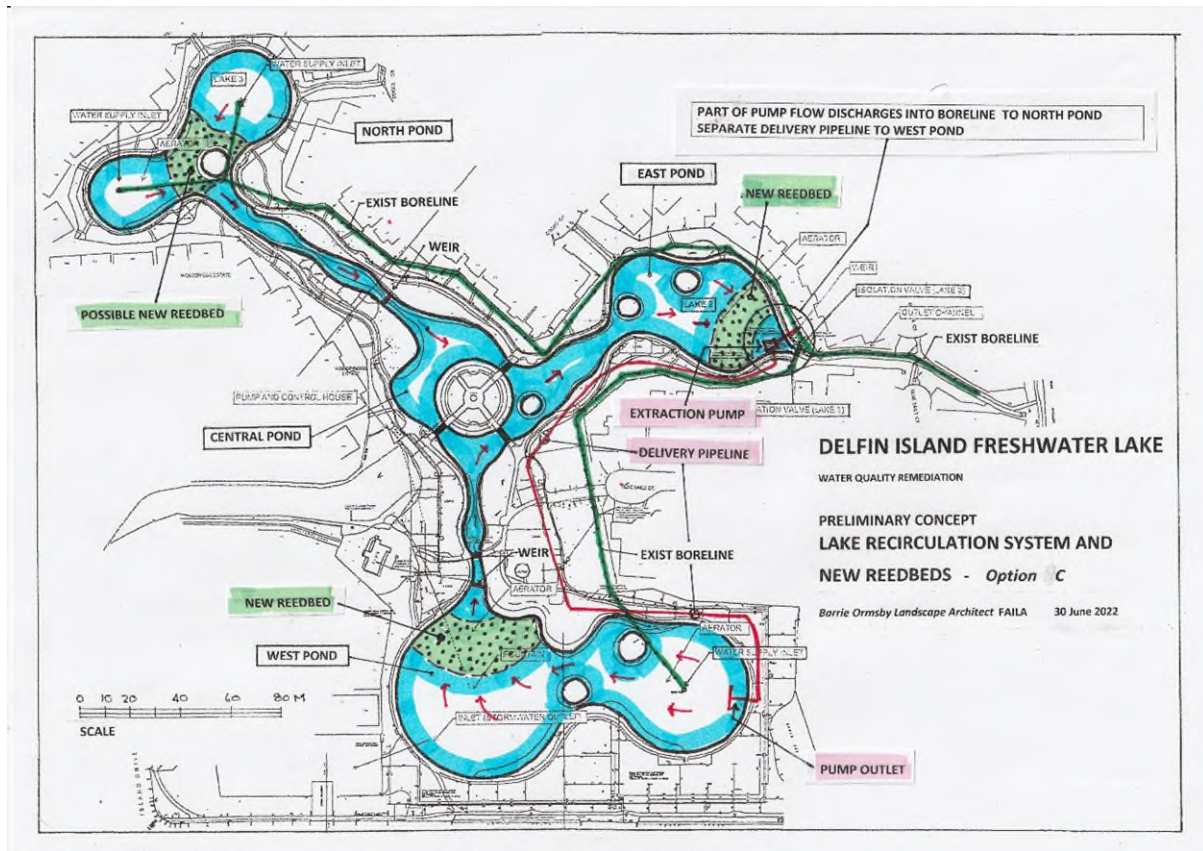 WATER SUPPLY INLET
LAKE 3
WATER SUPPLY INLET
NORTH POND
AERATOR
PART OF PUMP FLOW DISCHARGES INTO BORELINE TO NORTH POND
SEPARATE DELIVERY PIPELINE TO WEST POND
EAST POND
NEW REEDBED
EXIST BORELINE
AERATOR
WEIR
WEIR
ISOLATION VALVE (LAKE 3)
LAKE 2
OUTLET CHANNEL
POSSIBLE NEW REEDBED
EXIST BORELINE
PUMP AND CONTROL HOUSE
EXTRACTION PUMP
VALVE (LAKE 1)
CENTRAL POND
DELIVERY PIPELINE
DELFIN ISLAND FRESHWATER LAKE
WATER QUALITY REMEDIATION
PRELIMINARY CONCEPT
LAKE RECIRCULATION SYSTEM AND
NEW REEDBEDS - Option C
Barrie Ormsby Landscape Architect FAILA 30 June 2022
WEIR
EXIST BORELINE
AERATOR
NEW REEDBED
AERATOR
WEST POND
FOUNTAIN
WATER SUPPLY INLET
0 10 20 40 60 80 M
SCALE
PUMP OUTLET
ISLAND DRIVE